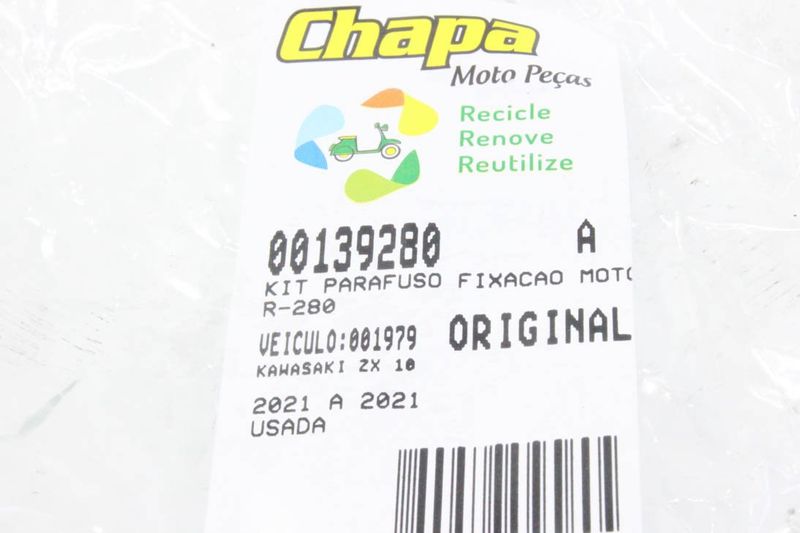 Chapa
Moto Peças
Recicle
Renove
Reutilize
00139280 A
KIT PARAFUSO FIXACAO MOTO
R-280
VEICULO:001979 ORIGINAL
KAWASAKI ZX 10
2021 A 2021
USADA